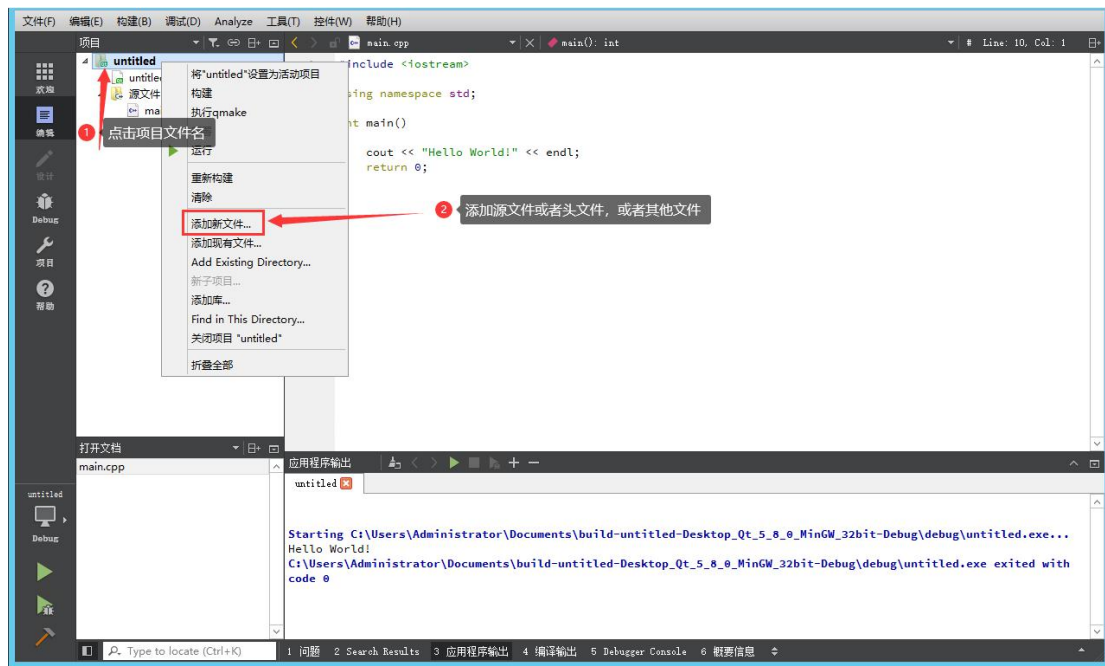 文件(F) 编辑(E) 构建(B) 调试(D) Analyze 工具(T) 控件(W) 帮助(H)
项目 main.cpp main(): int # Line: 10, Col: 1
欢迎
编辑
设计
Debug
项目
帮助
untitled
源文件
1 点击项目文件名
将"untitled"设置为活动项目
构建
执行qmake
运行
重新构建
清除
添加新文件...
添加现有文件...
Add Existing Directory...
新子项目...
添加库...
Find in This Directory...
关闭项目 "untitled"
折叠全部
include <iostream>
ing namespace std;
nt main()
cout << "Hello World!" << endl;
return 0;
2 添加源文件或者头文件，或者其他文件
打开文档
main.cpp
untitled
Debug
应用程序输出
untitled
Starting C:\Users\Administrator\Documents\build-untitled-Desktop_Qt_5_8_0_MinGW_32bit-Debug\debug\untitled.exe...
Hello World!
C:\Users\Administrator\Documents\build-untitled-Desktop_Qt_5_8_0_MinGW_32bit-Debug\debug\untitled.exe exited with
code 0
Type to locate (Ctrl+K) 1 问题 2 Search Results 3 应用程序输出 4 编译输出 5 Debugger Console 6 概要信息